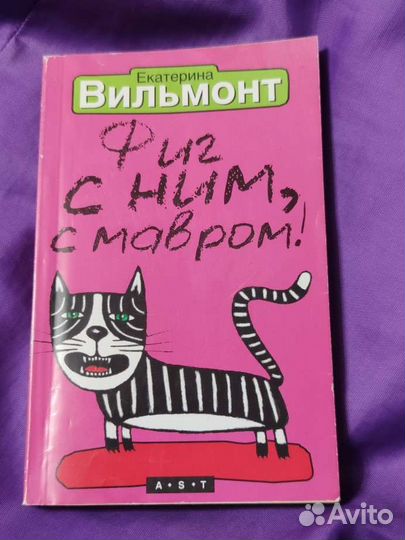 Екатерина
Вильмонт
Фиг
с ним,
с мавром!
A•S•T
Avito